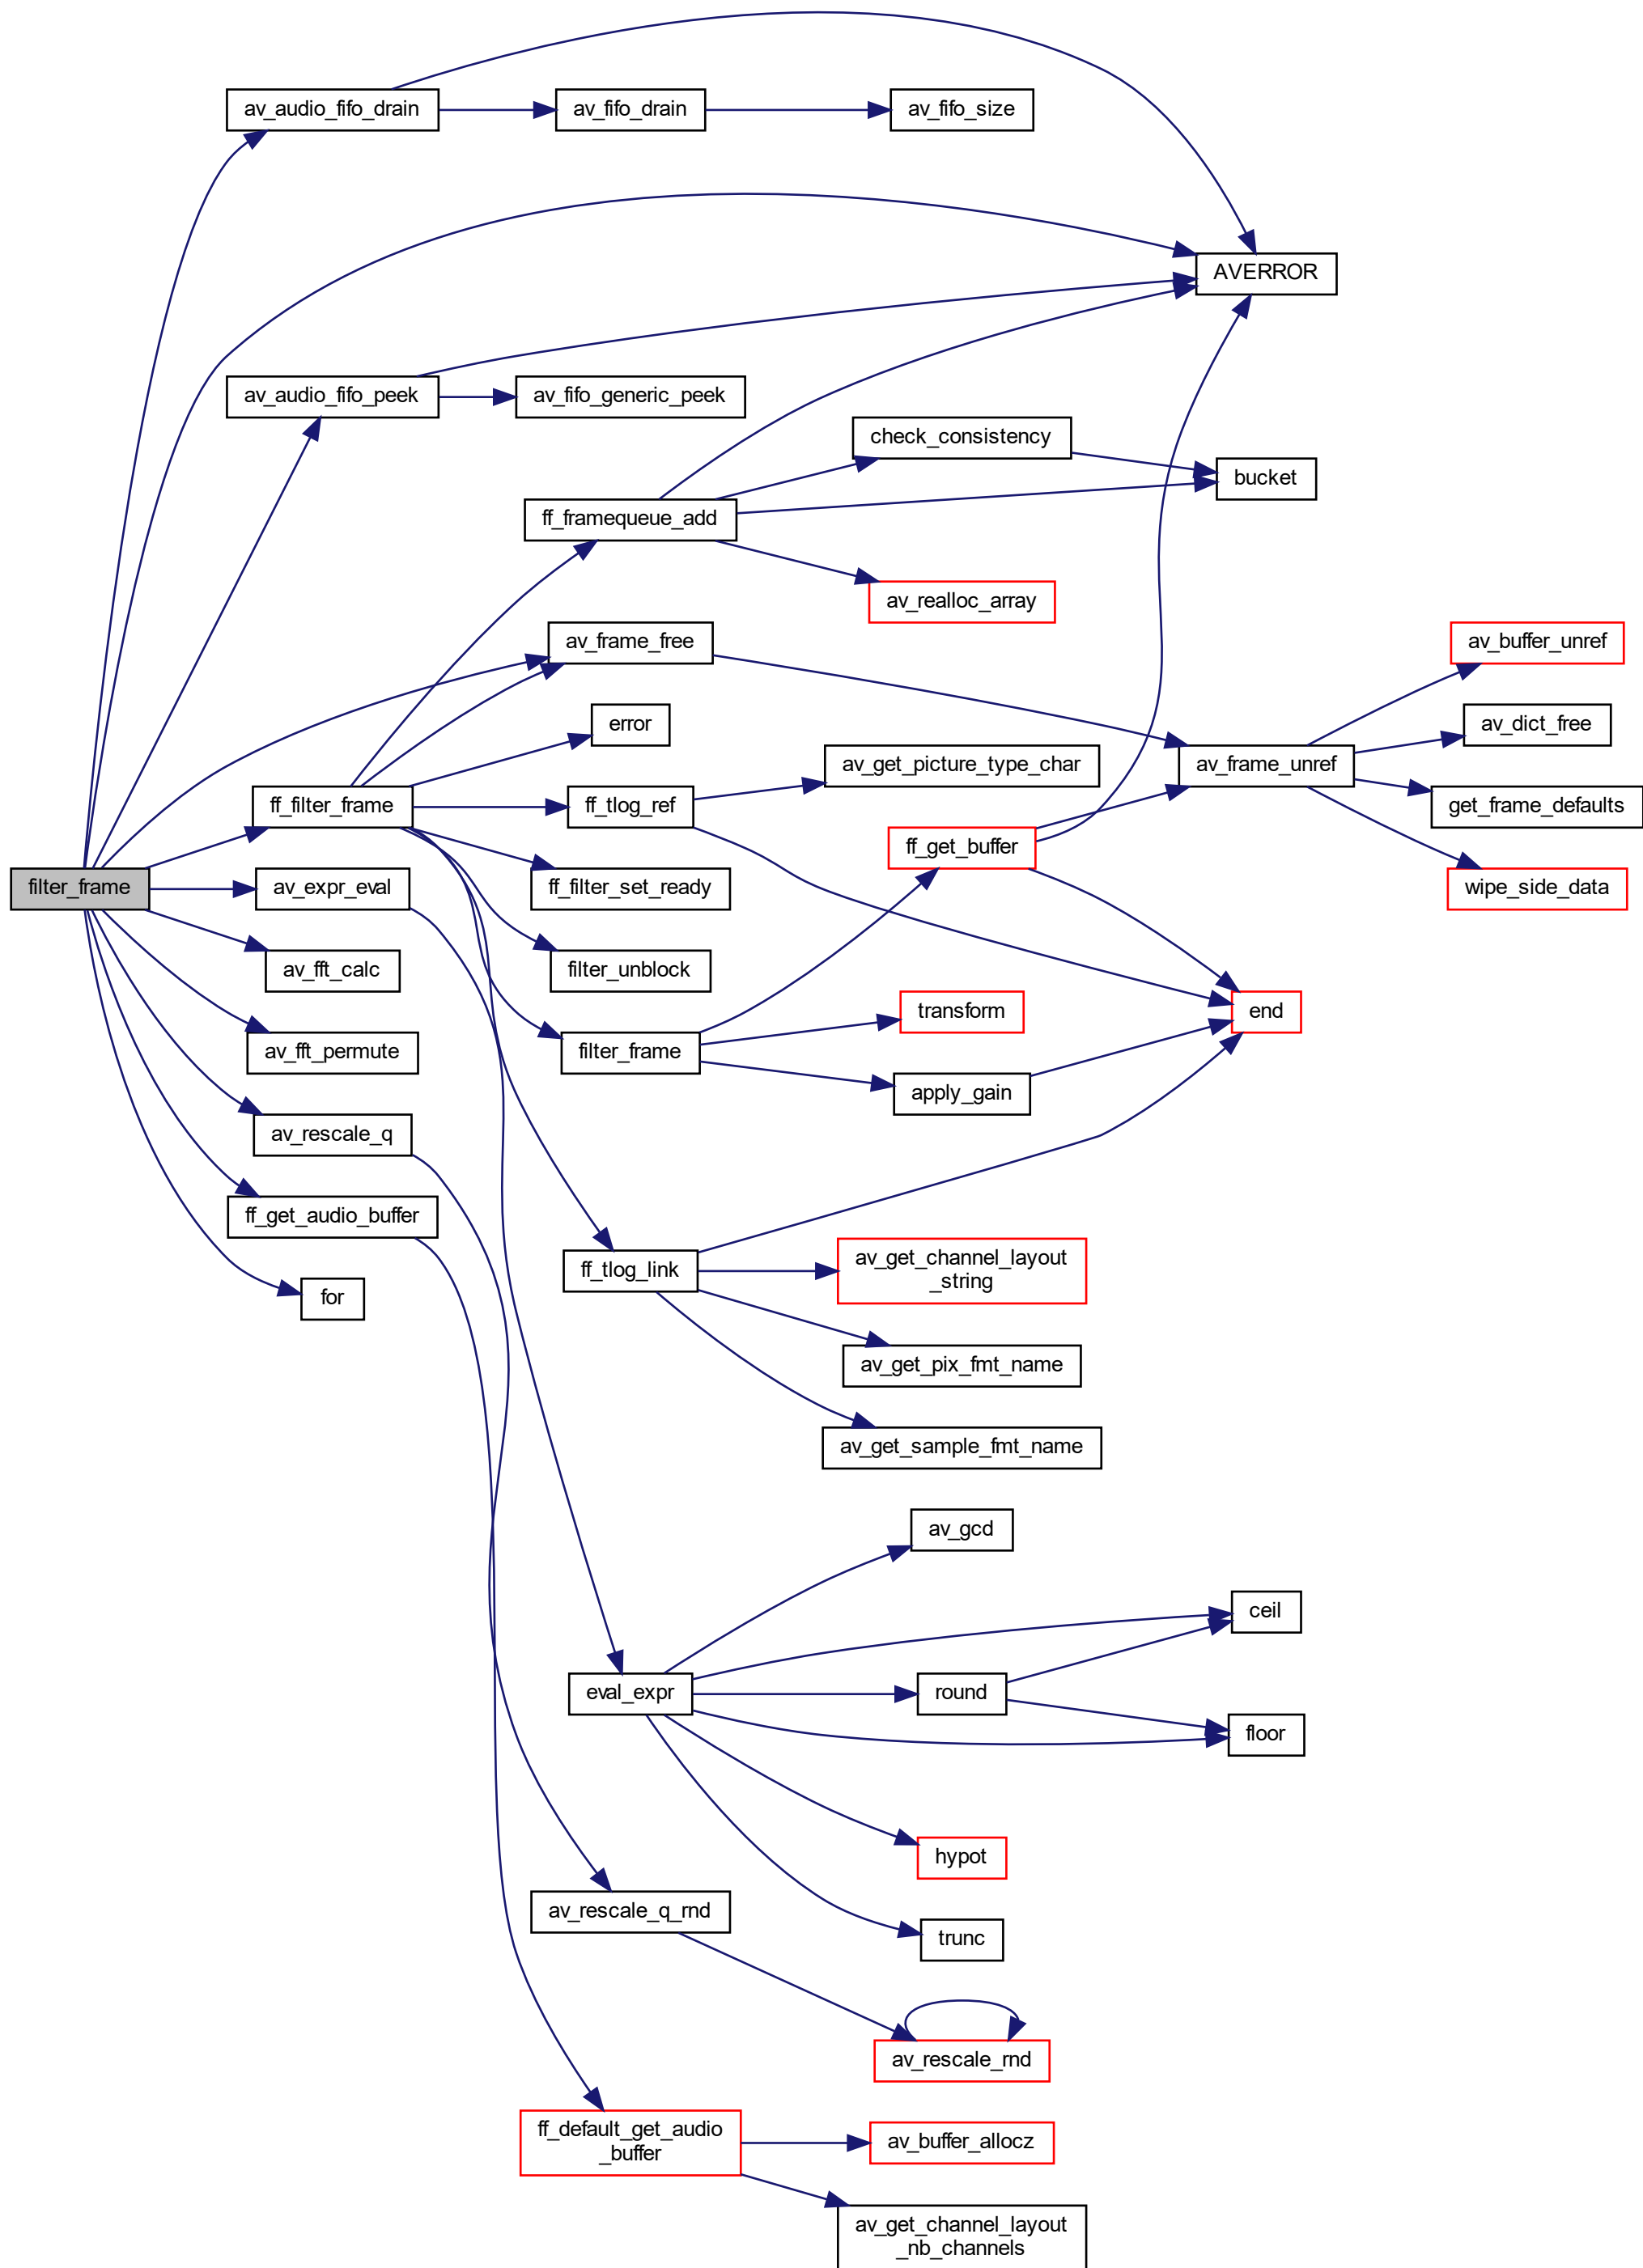 av_audio_fifo_drain
av_fifo_drain
av_fifo_size
AVERROR
av_audio_fifo_peek
av_fifo_generic_peek
check_consistency
bucket
ff_framequeue_add
av_realloc_array
av_frame_free
av_buffer_unref
error
av_dict_free
av_get_picture_type_char
av_frame_unref
ff_filter_frame
ff_tlog_ref
get_frame_defaults
ff_get_buffer
filter_frame
av_expr_eval
ff_filter_set_ready
wipe_side_data
av_fft_calc
filter_unblock
transform
end
av_fft_permute
filter_frame
apply_gain
av_rescale_q
ff_get_audio_buffer
ff_tlog_link
av_get_channel_layout
_string
for
av_get_pix_fmt_name
av_get_sample_fmt_name
av_gcd
ceil
eval_expr
round
floor
hypot
av_rescale_q_rnd
trunc
av_rescale_rnd
ff_default_get_audio
_buffer
av_buffer_allocz
av_get_channel_layout
_nb_channels